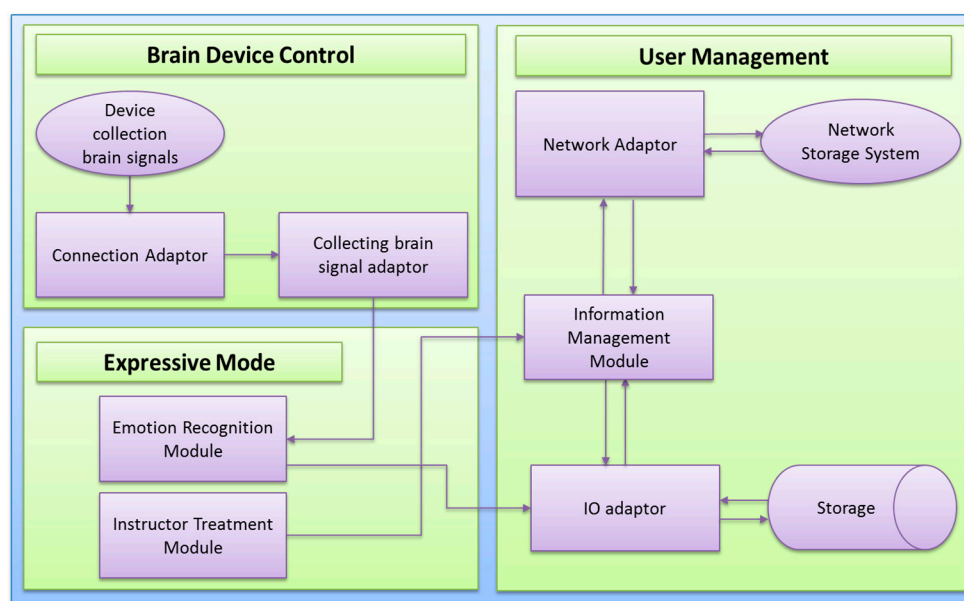 Brain Device Control
Device
collection
brain signals
Connection Adaptor
Collecting brain
signal adaptor
Expressive Mode
Emotion Recognition
Module
Instructor Treatment
Module
User Management
Network Adaptor
Network
Storage System
Information
Management
Module
IO adaptor
Storage